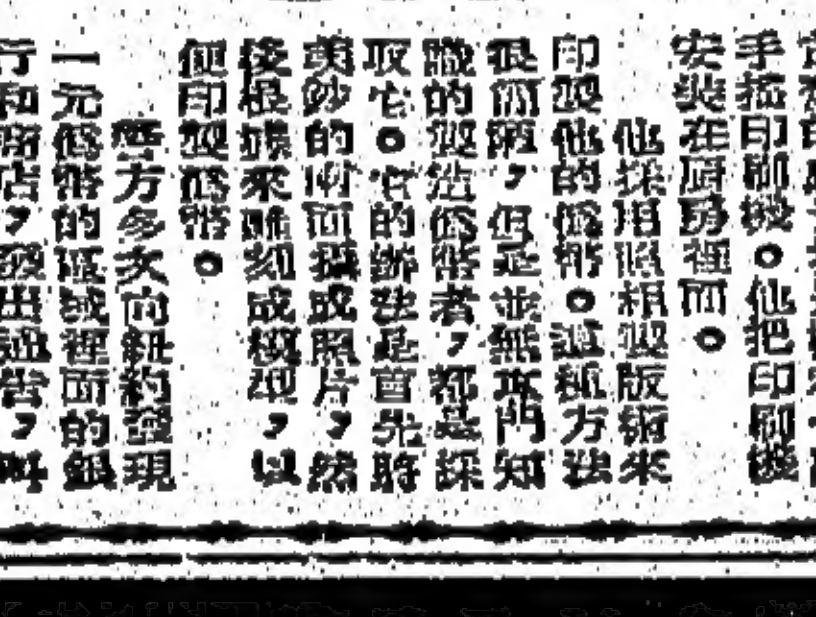 手搖印刷機。他把印刷機
安裝在厨房裡面。
他採用照相製版術來
印製他的偽幣。這種方法
很簡陋，但是並無專門知
識的製造偽幣者，都是採
取它。它的辦法是首先將
美鈔的兩面攝成照片，然
後根據來雕刻成模型，以
便印製偽幣。
警方多次向紐約發現
一元偽幣的區域裡面的銀
行和商店，發出通告，叫